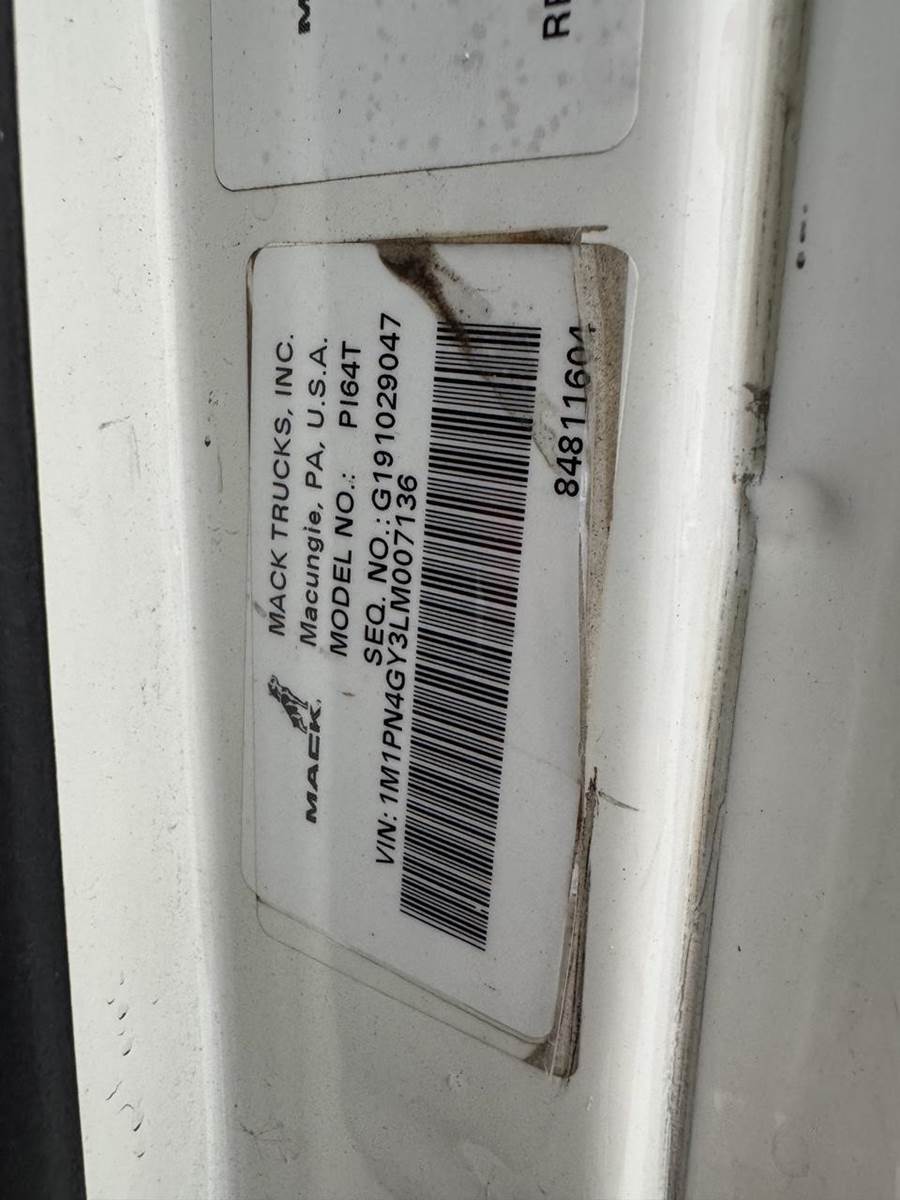 MACK
MACK TRUCKS, INC.
Macungie, PA, U.S.A.
MODEL NO.: PI64T
SEQ. NO.: G191029047
VIN: 1M1PN4GY3LM007136
84811604